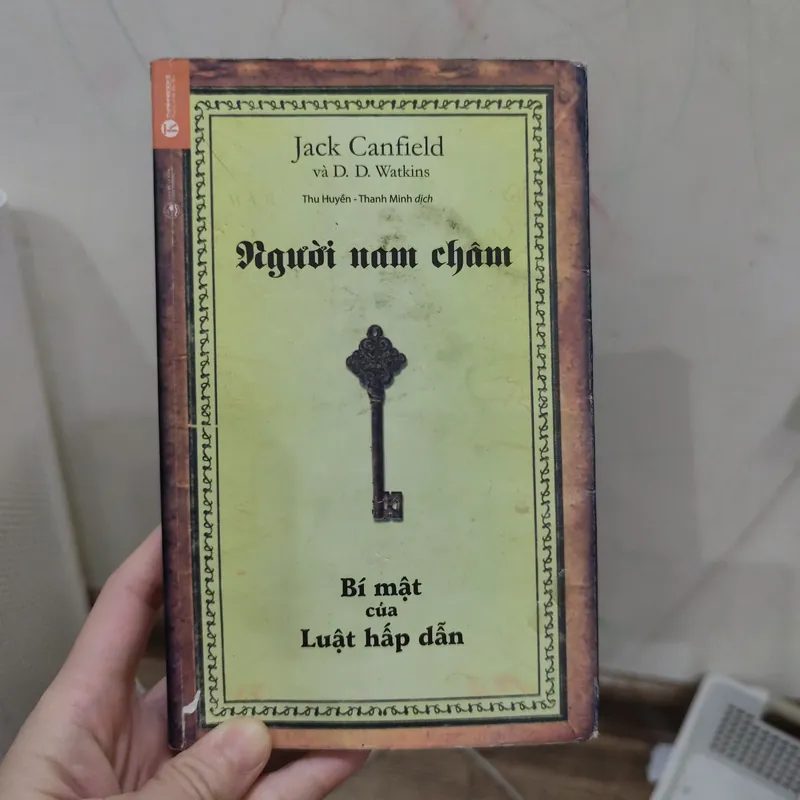 Jack Canfield
và D. D. Watkins
Thu Huyền - Thanh Minh dịch
Người nam châm
Bí mật
của
Luật hấp dẫn